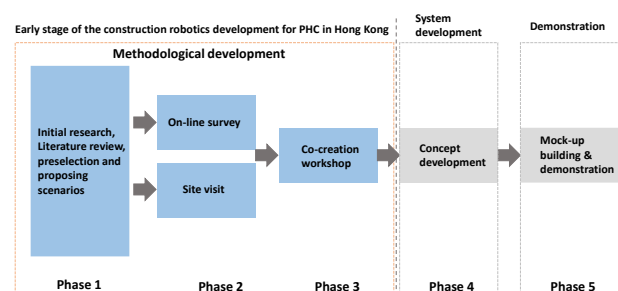 Early stage of the construction robotics development for PHC in Hong Kong
System
development
Demonstration
Methodological development
Initial research,
Literature review,
preselection and
proposing
scenarios
On-line survey
Site visit
Co-creation
workshop
Concept
development
Mock-up
building &
demonstration
Phase 1
Phase 2
Phase 3
Phase 4
Phase 5